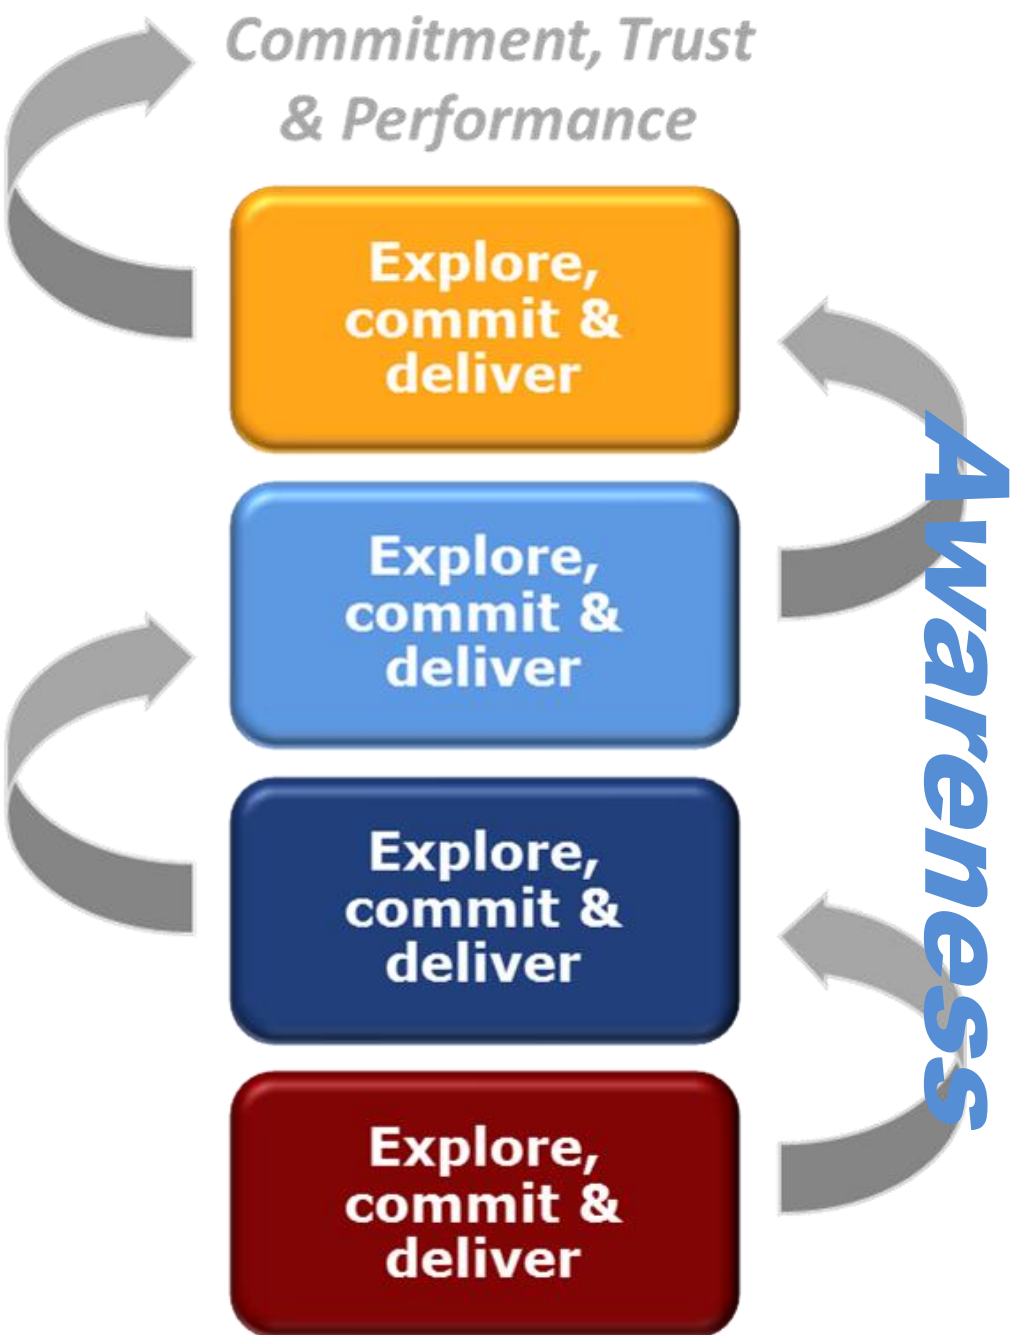 Commitment, Trust
& Performance
Explore,
commit &
deliver
Explore,
commit &
deliver
Explore,
commit &
deliver
Explore,
commit &
deliver
Awareness